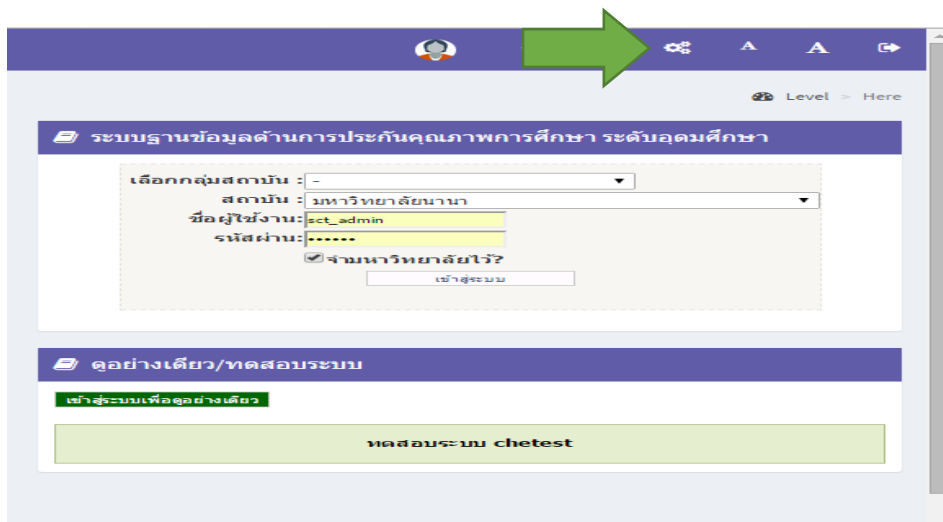 A A
Level > Here
ระบบฐานข้อมูลด้านการประกันคุณภาพการศึกษา ระดับอุดมศึกษา
เลือกกลุ่มสถาบัน : -
สถาบัน : มหาวิทยาลัยนานา
ชื่อผู้ใช้งาน: sct_admin
รหัสผ่าน: ••••••
จำมหาวิทยาลัยไว้?
เข้าสู่ระบบ
ดูอย่างเดียว/ทดสอบระบบ
เข้าสู่ระบบเพื่อดูอย่างเดียว
ทดสอบระบบ chetest